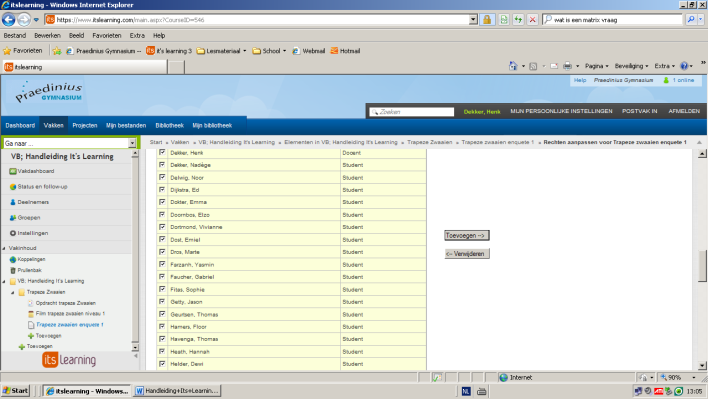 itslearning - Windows Internet Explorer
https://www.itslearning.com/main.aspx?CourseID=546
wat is een matrix vraag
Bestand Bewerken Beeld Favorieten Extra Help
Favorieten Praedinius Gymnasium -- it's learning 3 Lesmateriaal School Webmail Hotmail
itslearning
Pagina Beveiliging Extra
Help Praedinius Gymnasium 1 online
Praedinius
GYMNASIUM
Zoeken Dekker, Henk MIJN PERSOONLIJKE INSTELLINGEN POSTVAK IN AFMELDEN
Dashboard Vakken Projecten Mijn bestanden Bibliotheek Mijn bibliotheek
Ga naar ...
Start » Vakken » VB; Handleiding It's Learning » Elementen in VB; Handleiding It's Learning » Trapeze Zwaaien » Trapeze zwaaien enquete 1 » Rechten aanpassen voor Trapeze zwaaien enquete 1
VB; Handleiding It's Learning
Vakdashboard
Status en follow-up
Deelnemers
Groepen
Instellingen
Vakinhoud
Koppelingen
Prullenbak
VB; Handleiding It's Learning
Trapeze Zwaaien
Opdracht trapeze Zwaaien
Film trapeze zwaaien niveau 1
Trapeze zwaaien enquete 1
Toevoegen
Toevoegen
its Learning
Dekker, Henk Docent
Dekker, Nadège Student
Delwig, Noor Student
Dijkstra, Ed Student
Dokter, Emma Student
Doornbos, Elzo Student
Dortmond, Vivianne Student
Dost, Emiel Student
Dros, Marte Student
Farzanh, Yasmin Student
Faucher, Gabriel Student
Fitas, Sophie Student
Getty, Jason Student
Geurtsen, Thomas Student
Hamers, Floor Student
Havenga, Thomas Student
Heath, Hannah Student
Helder, Dewi Student
Toevoegen -->
<-- Verwijderen
Internet 90%
Start itslearning - Windows... Handleiding+Its+Learnin... NL 13:05